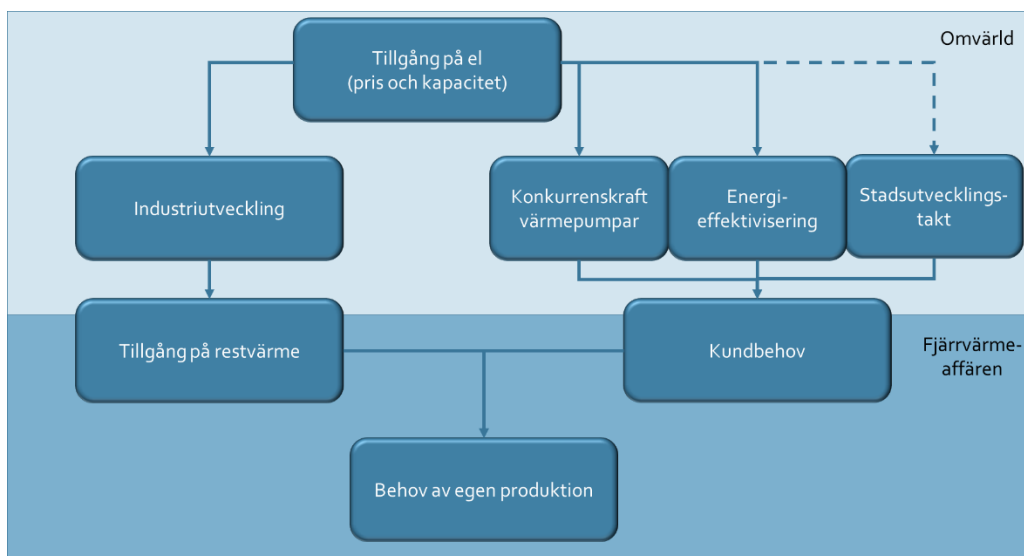 Omvärld
Tillgång på el
(pris och kapacitet)
Industriutveckling
Konkurrenskraft
värmepumpar
Energi-
effektivisering
Stadsutvecklings-
takt
Tillgång på restvärme
Kundbehov
Fjärrvärme-
affären
Behov av egen produktion